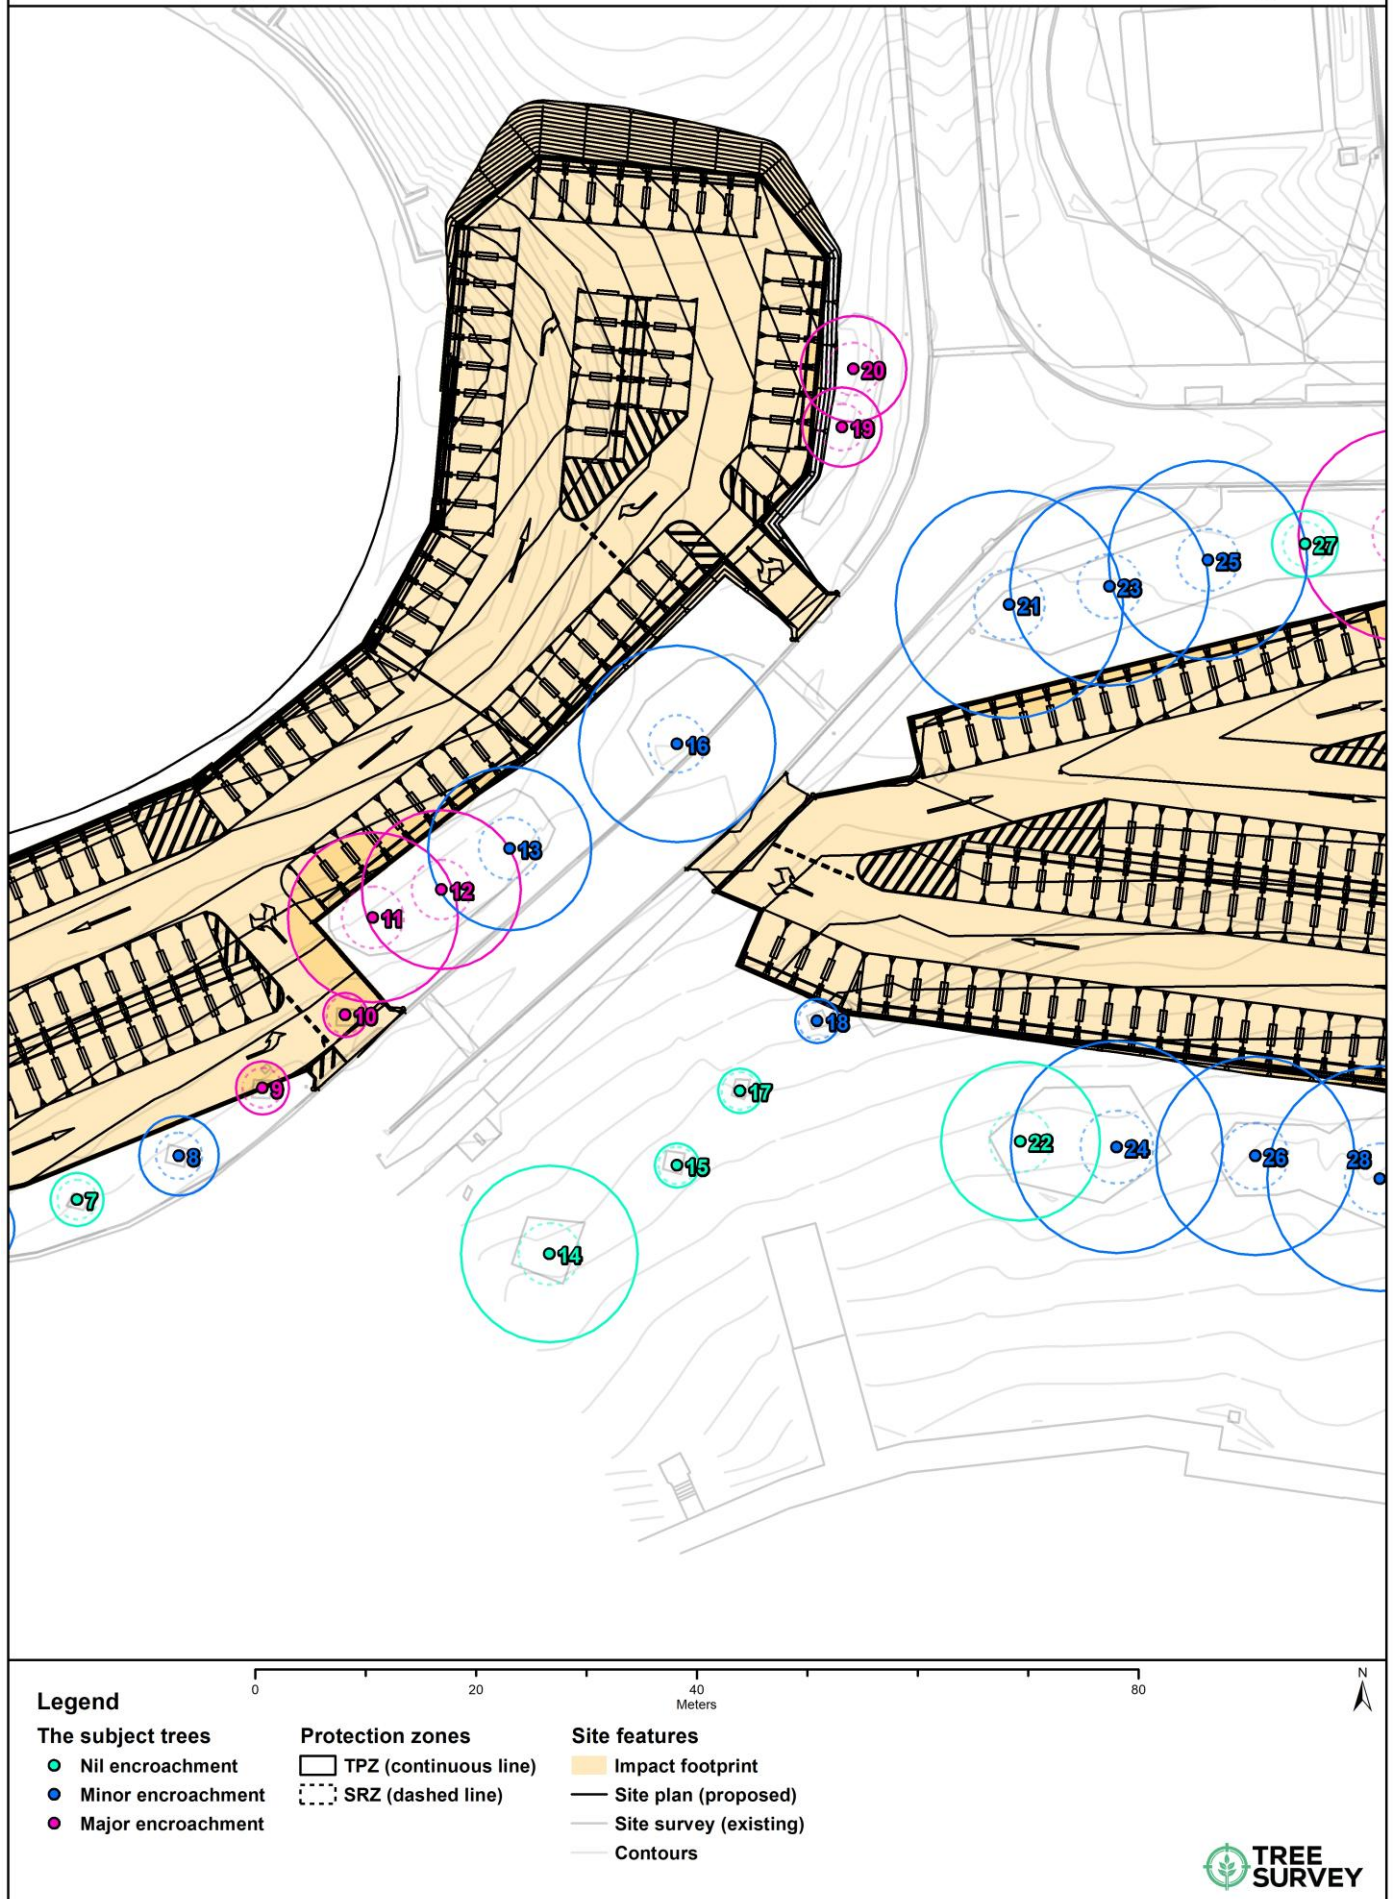 20
19
27
25
23
21
16
13
12
11
10
18
9
17
22
24
8
26
28
15
7
14
0
20
40
80
Meters
N
Legend
The subject trees
Nil encroachment
Minor encroachment
Major encroachment
Protection zones
TPZ (continuous line)
SRZ (dashed line)
Site features
Impact footprint
Site plan (proposed)
Site survey (existing)
Contours
TREE
SURVEY